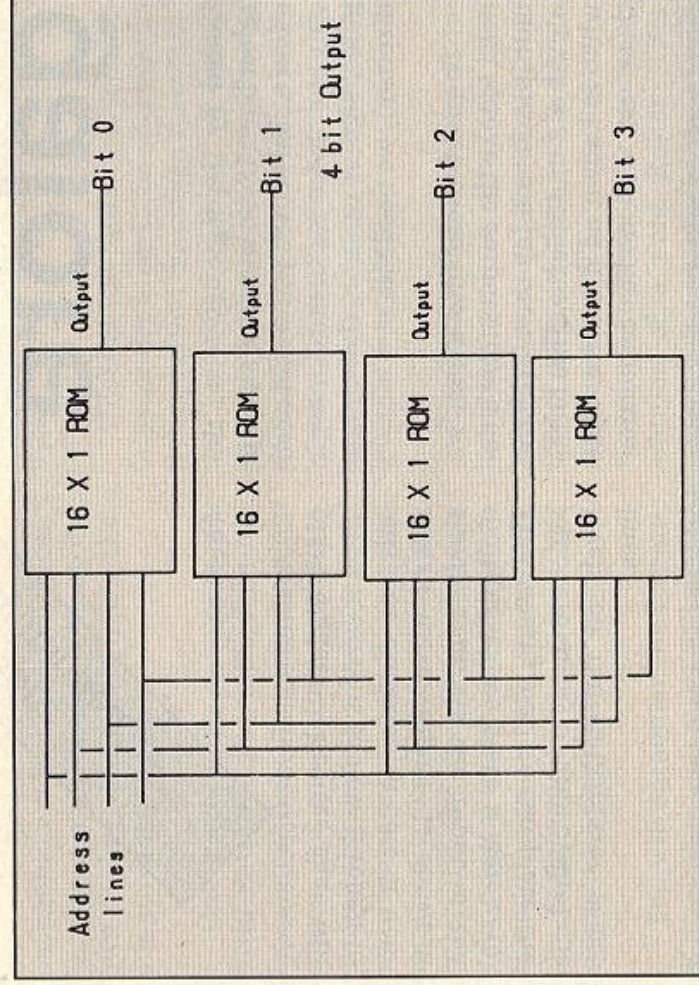 Address
lines
16 X 1 ROM
Output
Bit 0
16 X 1 ROM
Output
Bit 1
4 bit Output
16 X 1 ROM
Output
Bit 2
16 X 1 ROM
Output
Bit 3